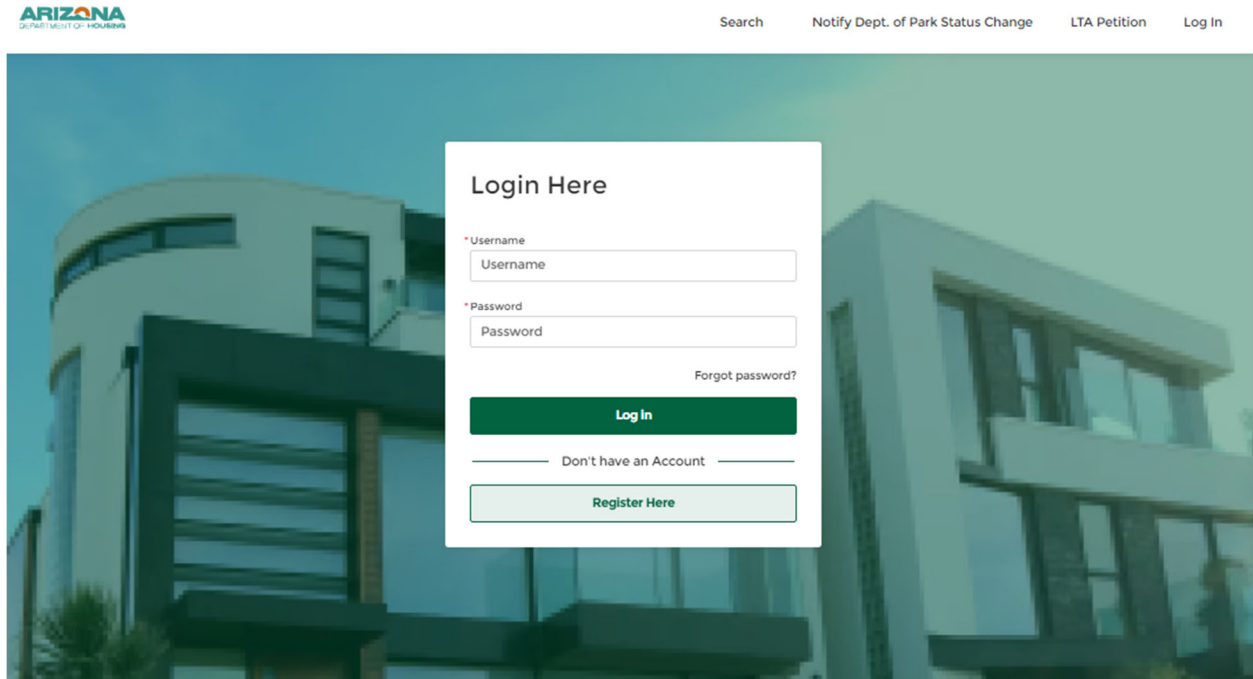 ARIZONA
DEPARTMENT OF HOUSING
Search Notify Dept. of Park Status Change LTA Petition Log In
Login Here
*Username
Username
*Password
Password
Forgot password?
Log in
Don't have an Account
Register Here